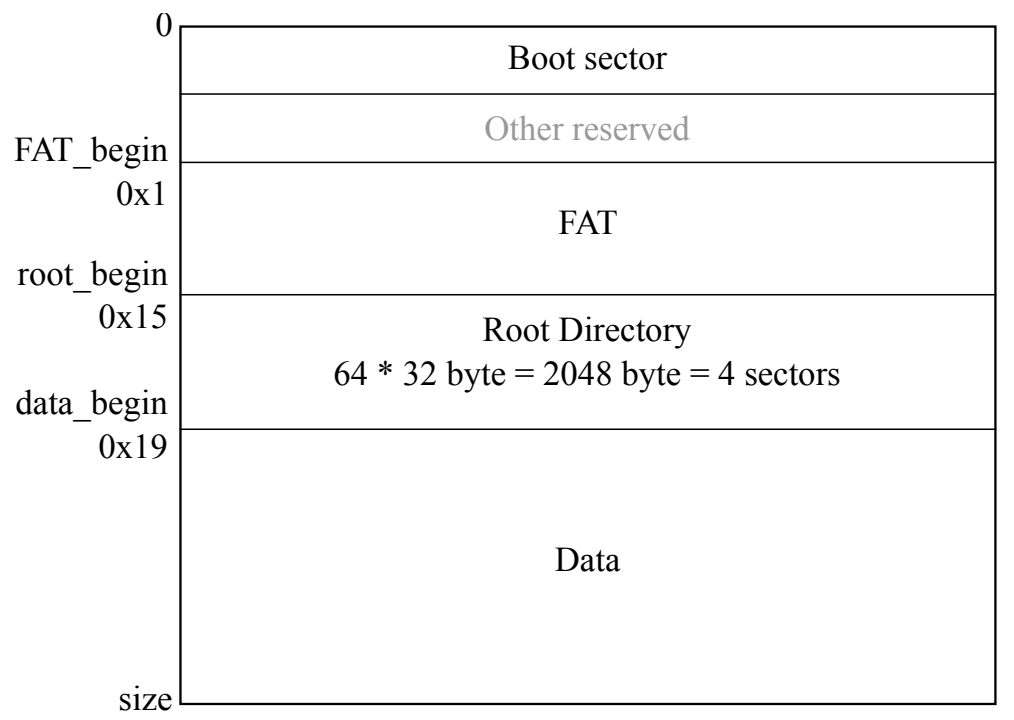 0
Boot sector
Other reserved
FAT_begin
0x1
FAT
root_begin
0x15
Root Directory
64 * 32 byte = 2048 byte = 4 sectors
data_begin
0x19
Data
size